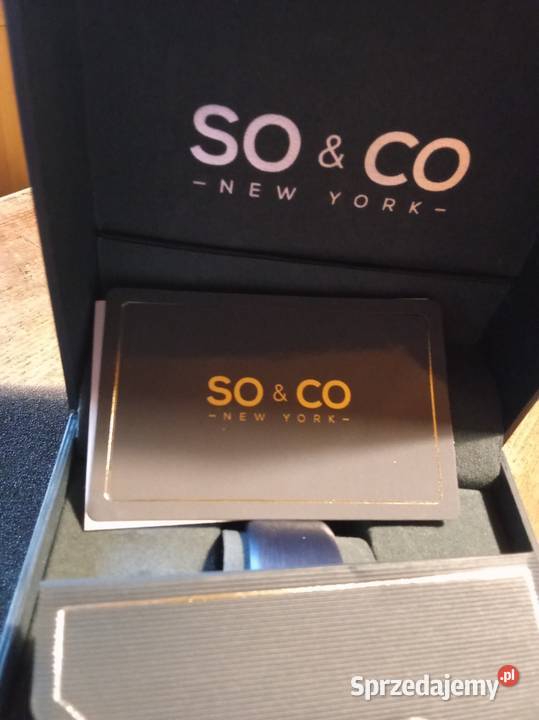 SO & CO
–NEW YORK–
SO & CO
–NEW YORK–
Sprzedajemy.pl